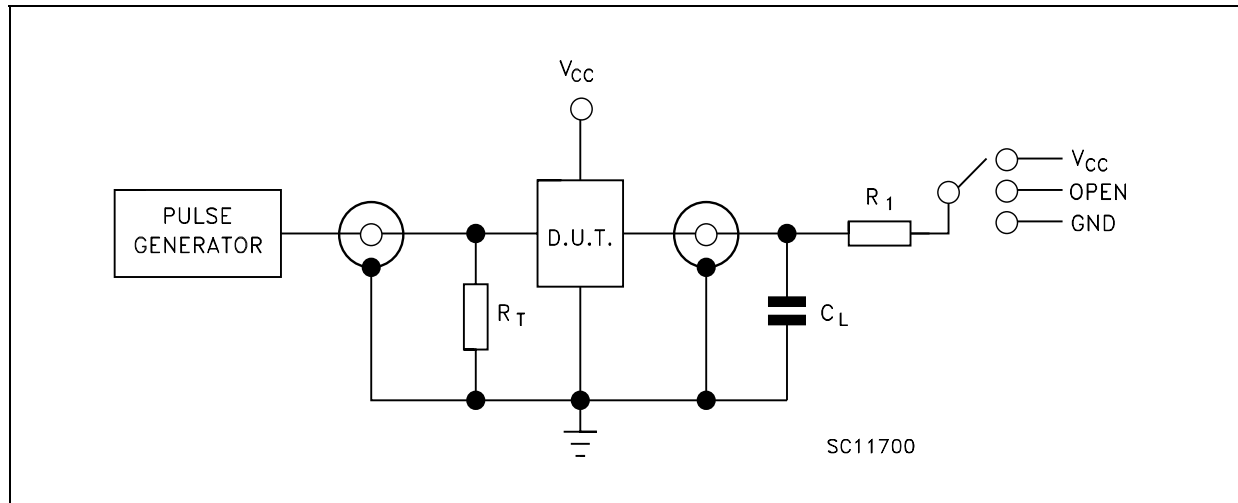 VCC
PULSE
GENERATOR
D.U.T.
RT
R1
CL
VCC
OPEN
GND
SC11700